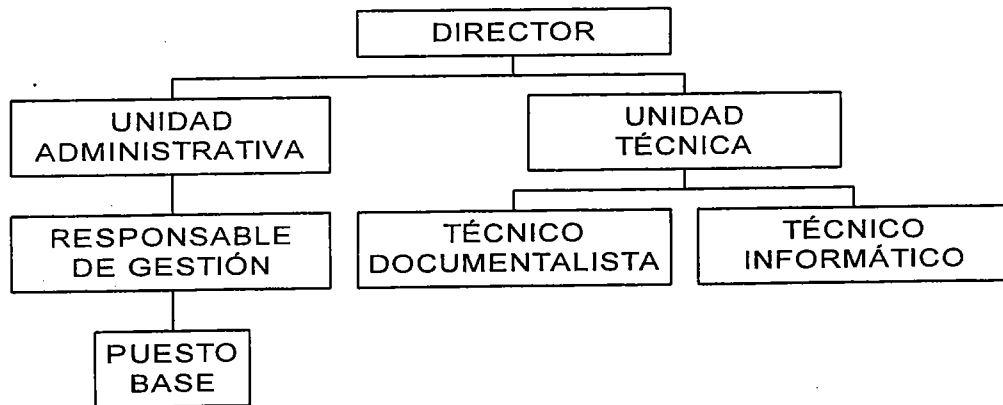 DIRECTOR
UNIDAD
ADMINISTRATIVA
UNIDAD
TÉCNICA
RESPONSABLE
DE GESTIÓN
TÉCNICO
DOCUMENTALISTA
TÉCNICO
INFORMÁTICO
PUESTO
BASE